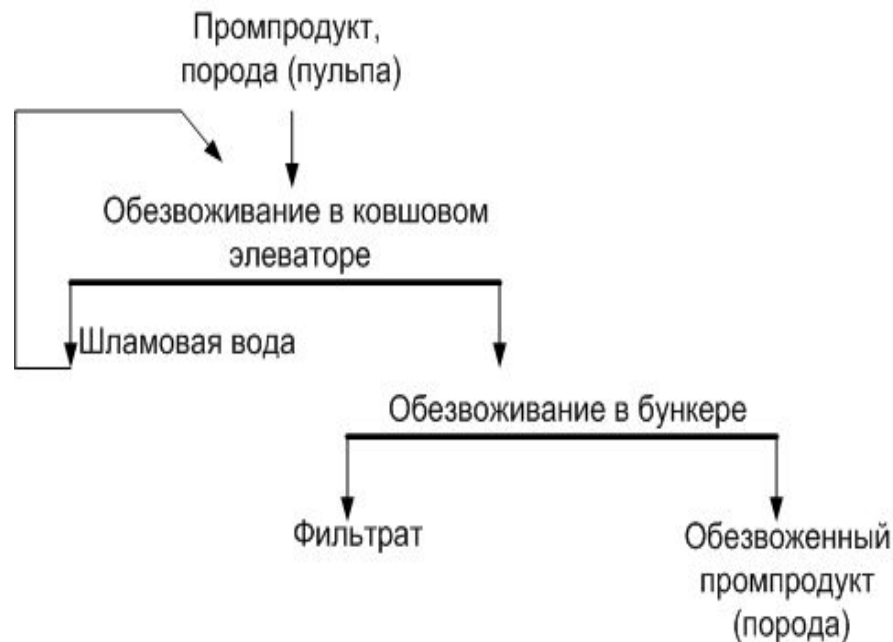 Промпродукт,
порода (пульпа)
Обезвоживание в ковшовом
элеваторе
Шламовая вода
Обезвоживание в бункере
Фильтрат
Обезвоженный
промпродукт
(порода)